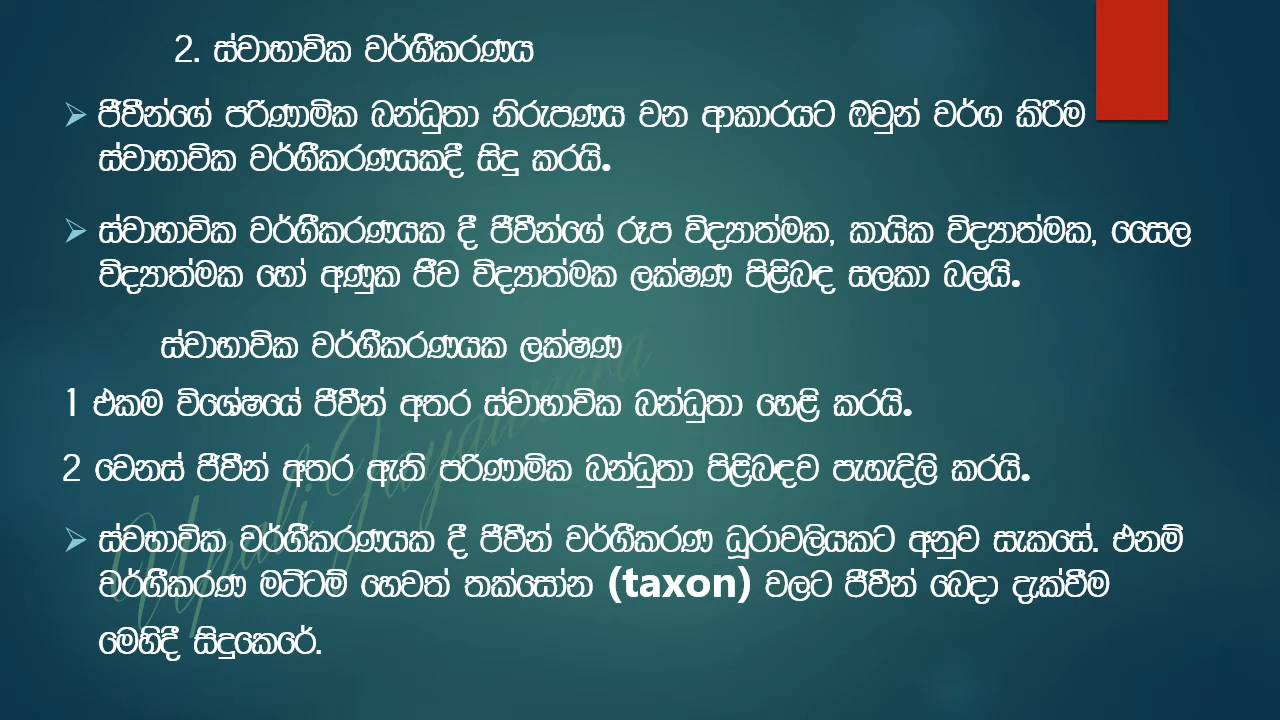 2. ස්වාභාවික වර්ගීකරණය
ජීවීන්ගේ පරිණාමික බන්ධුතා නිරුපණය වන ආකාරයට ඔවුන් වර්ග කිරීම
ස්වාභාවික වර්ගීකරණයකදී සිදු කරයි.
ස්වාභාවික වර්ගීකරණයක දී ජීවීන්ගේ රූප විද්‍යාත්මක, කායික විද්‍යාත්මක, සෛල
විද්‍යාත්මක හෝ අණුක ජීව විද්‍යාත්මක ලක්ෂණ පිළිබඳ සලකා බලයි.
ස්වාභාවික වර්ගීකරණයක ලක්ෂණ
1 එකම විශේෂයේ ජීවීන් අතර ස්වාභාවික බන්ධුතා හෙළි කරයි.
2 වෙනස් ජීවීන් අතර ඇති පරිණාමික බන්ධුතා පිළිබඳව පැහැදිලි කරයි.
ස්වභාවික වර්ගීකරණයක දී ජීවීන් වර්ගීකරණ ධූරාවලියකට අනුව සැකසේ. එනම්
වර්ගීකරණ මට්ටම් හෙවත් තක්සෝන (taxon) වලට ජීවීන් බෙදා දැක්වීම
මෙහිදී සිදුකෙරේ.
Upali Jayaweera